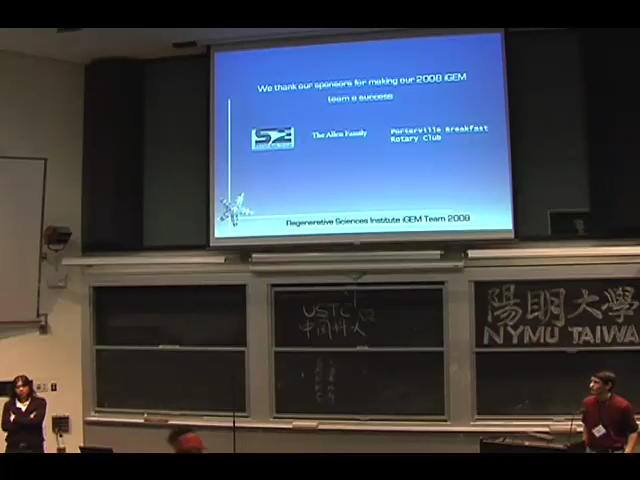 We thank our sponsors for making our 2008 iGEM
team a success
The Allen Family
Porterville Breakfast
Rotary Club
Regenerative Sciences Institute iGEM Team 2008
USTC
中国科大
陽明大學
NYMU TAIWA